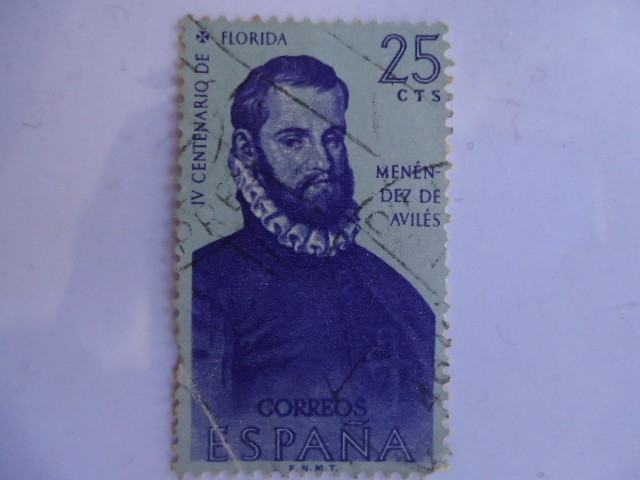 IV CENTENARIO DE
FLORIDA
25
CTS
MENÉN-
DEZ DE
AVILÉS
CORREOS
ESPAÑA
F.N.M.T.